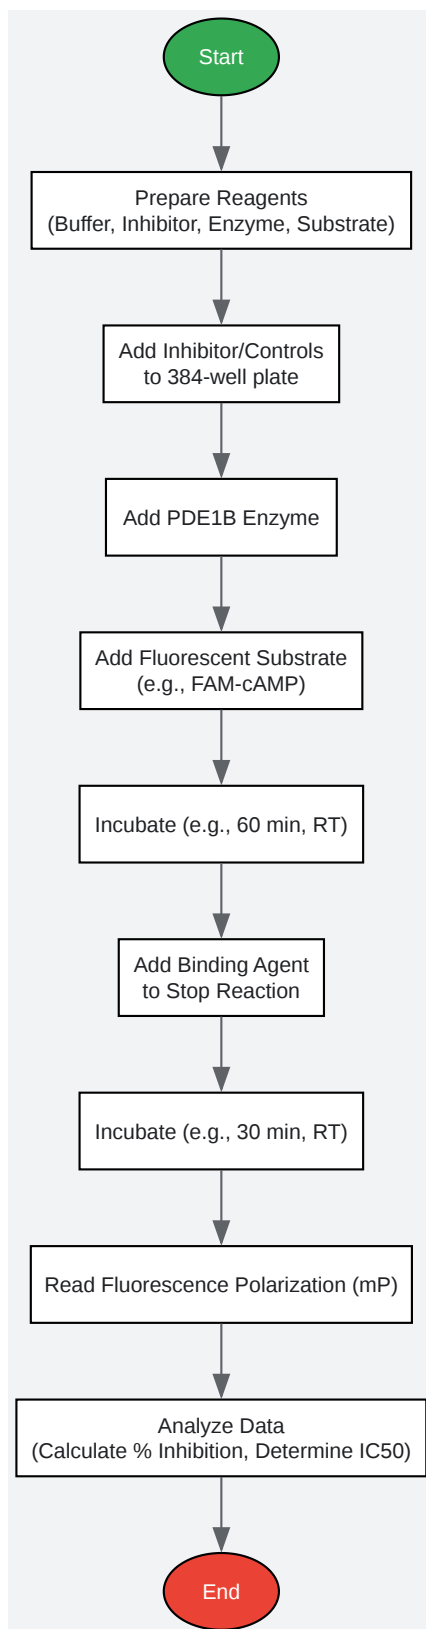 Start
Prepare Reagents
(Buffer, Inhibitor, Enzyme, Substrate)
Add Inhibitor/Controls
to 384-well plate
Add PDE1B Enzyme
Add Fluorescent Substrate
(e.g., FAM-cAMP)
Incubate (e.g., 60 min, RT)
Add Binding Agent
to Stop Reaction
Incubate (e.g., 30 min, RT)
Read Fluorescence Polarization (mP)
Analyze Data
(Calculate % Inhibition, Determine IC50)
End